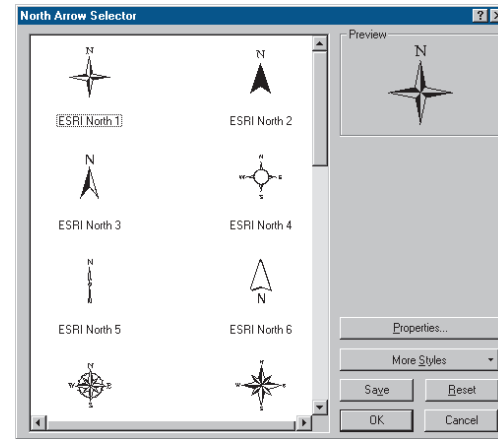 North Arrow Selector
Preview
N
N
N
ESRI North 1
ESRI North 2
N
N
W E
S
ESRI North 3
ESRI North 4
N
N
ESRI North 5
ESRI North 6
N
W E
S
N
S
Properties...
More Styles
Save
Reset
OK
Cancel